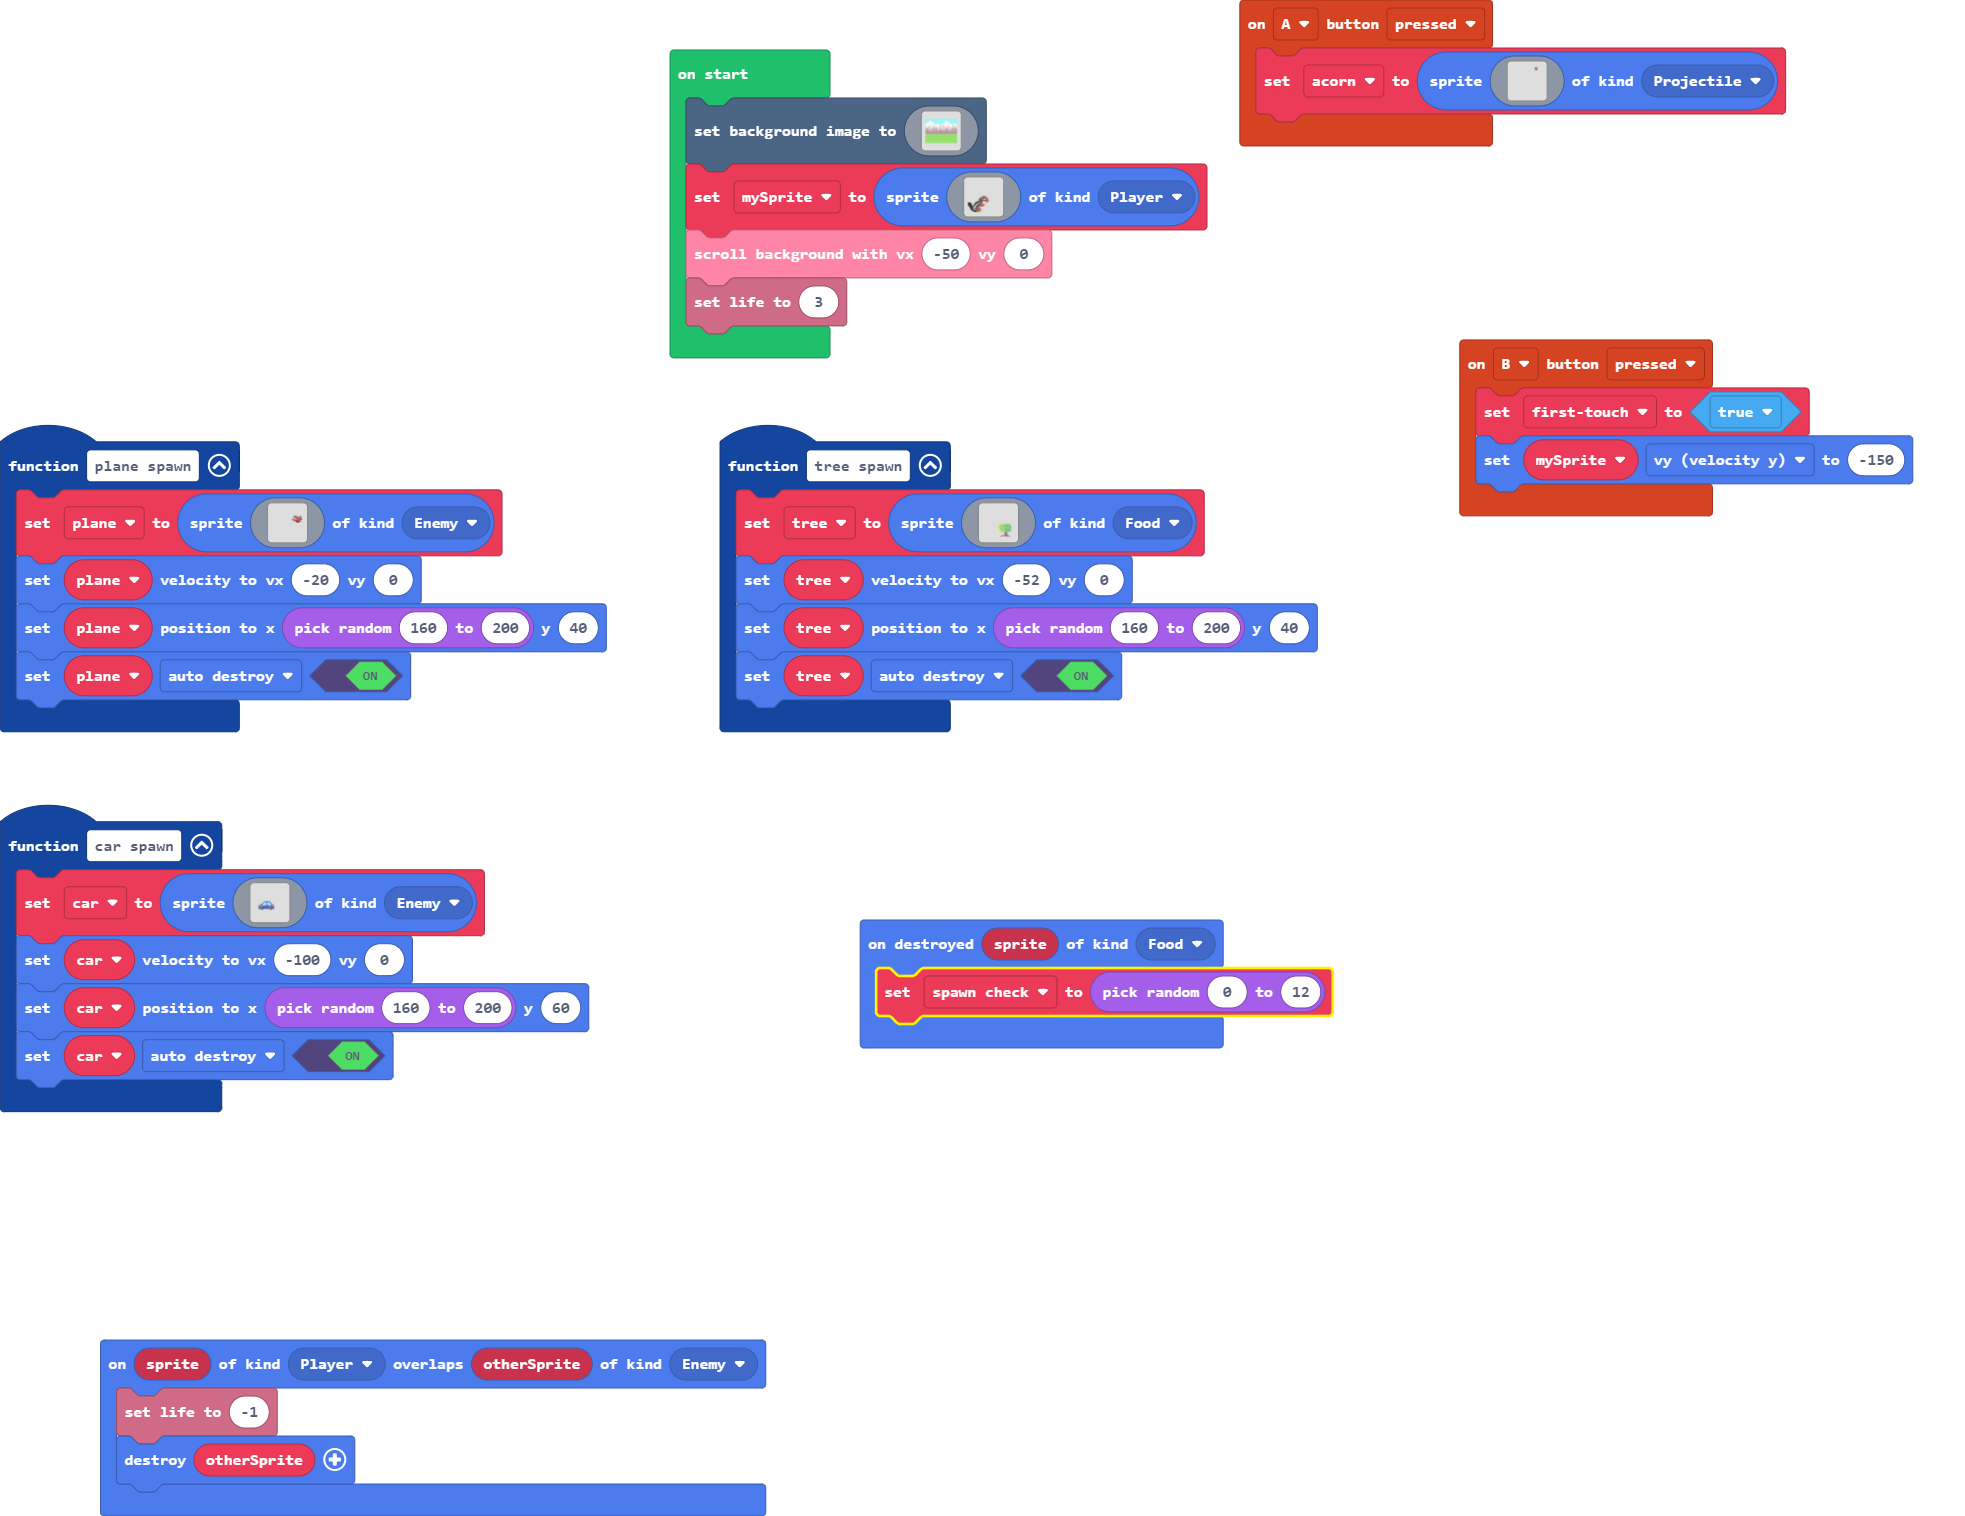 on A button pressed
set acorn to sprite of kind Projectile
on start
set background image to
set mySprite to sprite of kind Player
scroll background with vx -50 vy 0
set life to 3
on B button pressed
set first-touch to true
set mySprite vy (velocity y) to -150
function plane spawn
set plane to sprite of kind Enemy
set plane velocity to vx -20 vy 0
set plane position to x pick random 160 to 200 y 40
set plane auto destroy ON
function tree spawn
set tree to sprite of kind Food
set tree velocity to vx -52 vy 0
set tree position to x pick random 160 to 200 y 40
set tree auto destroy ON
function car spawn
set car to sprite of kind Enemy
set car velocity to vx -100 vy 0
set car position to x pick random 160 to 200 y 60
set car auto destroy ON
on destroyed sprite of kind Food
set spawn check to pick random 0 to 12
on sprite of kind Player overlaps otherSprite of kind Enemy
set life to -1
destroy otherSprite